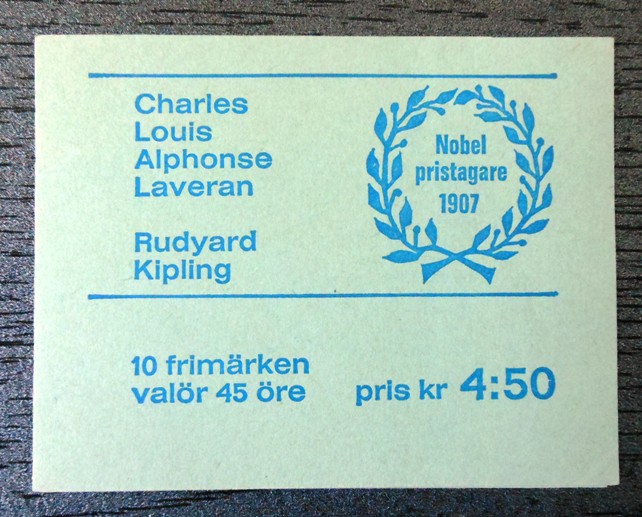 Charles
Louis
Alphonse
Laveran
Rudyard
Kipling
Nobel
pristagare
1907
10 frimärken
valör 45 öre
pris kr 4:50